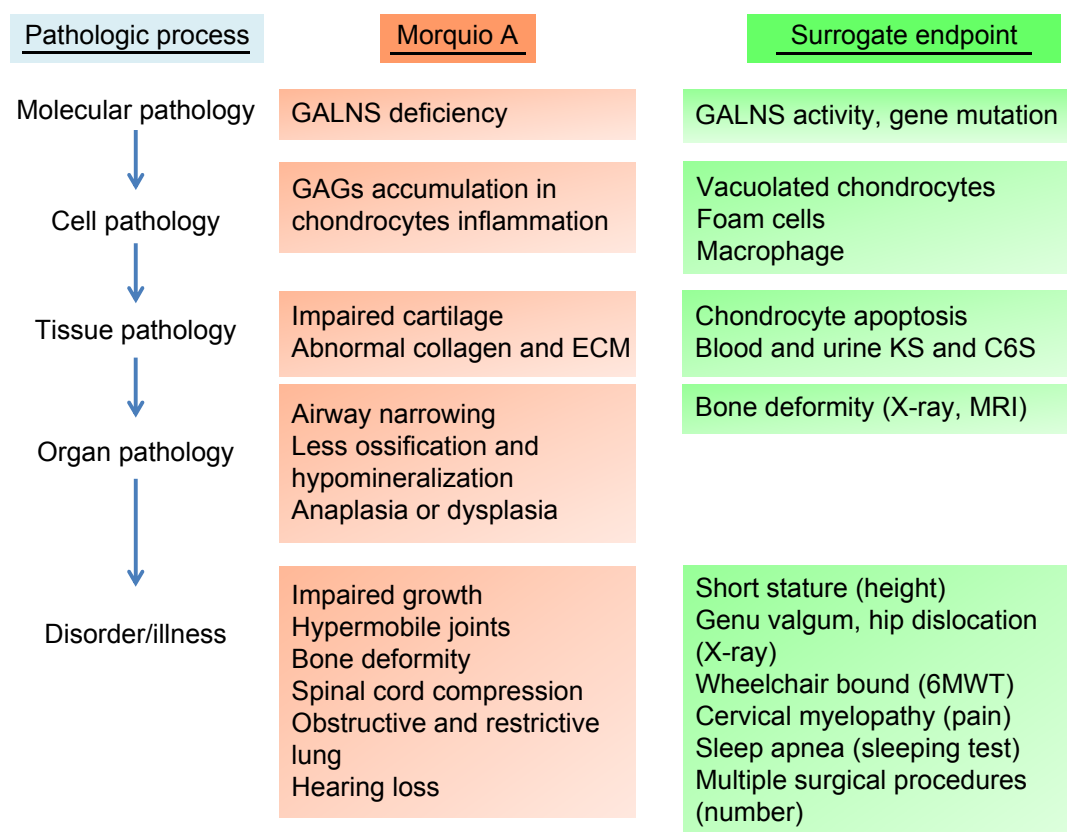 Pathologic process
Morquio A
Surrogate endpoint
Molecular pathology
GALNS deficiency
GALNS activity, gene mutation
Cell pathology
GAGs accumulation in
chondrocytes inflammation
Vacuolated chondrocytes
Foam cells
Macrophage
Tissue pathology
Impaired cartilage
Abnormal collagen and ECM
Chondrocyte apoptosis
Blood and urine KS and C6S
Organ pathology
Airway narrowing
Less ossification and
hypomineralization
Anaplasia or dysplasia
Bone deformity (X-ray, MRI)
Disorder/illness
Impaired growth
Hypermobile joints
Bone deformity
Spinal cord compression
Obstructive and restrictive
lung
Hearing loss
Short stature (height)
Genu valgum, hip dislocation
(X-ray)
Wheelchair bound (6MWT)
Cervical myelopathy (pain)
Sleep apnea (sleeping test)
Multiple surgical procedures
(number)